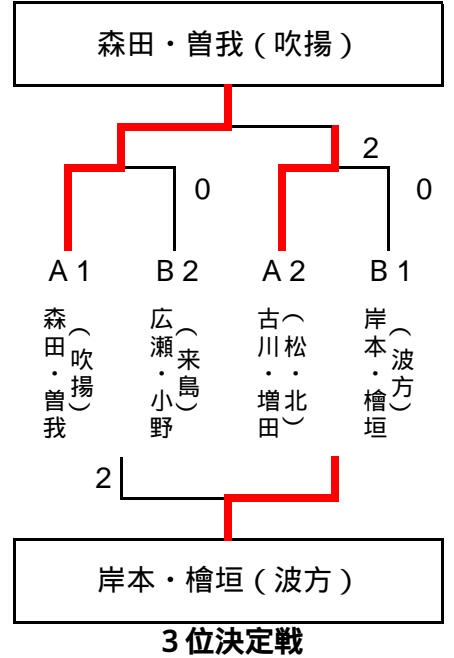 森田・曽我(吹揚)
2
0
0
A1
B2
A2
B1
森田・曽我
(吹揚)
広瀬・小野
(来島)
古川・増田
(松・北)
岸本・檜垣
(波方)
2
岸本・檜垣(波方)
3位決定戦